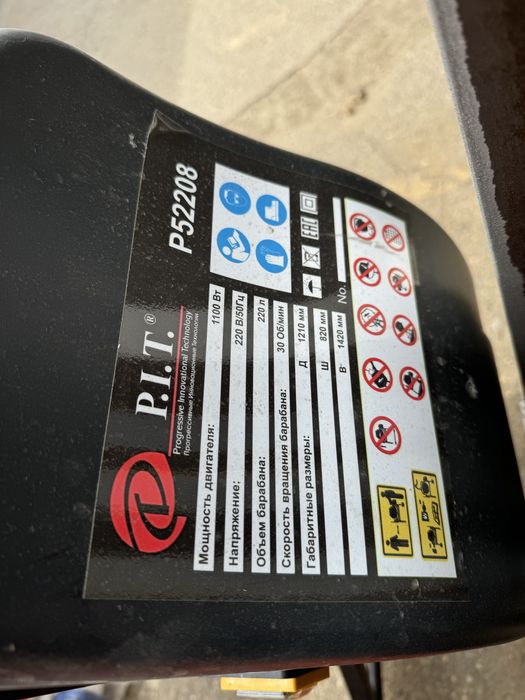 P.I.T. ®
Progressive Innovational Technology
Прогрессивные Инновационные Технологии
P52208
Мощность двигателя: 1100 Вт
Напряжение: 220 В/50Гц
Объем барабана: 220 л
Скорость вращения барабана: 30 Об/мин
Габаритные размеры: Д 1210 мм
Ш 820 мм
В 1420 мм
EAC
No.